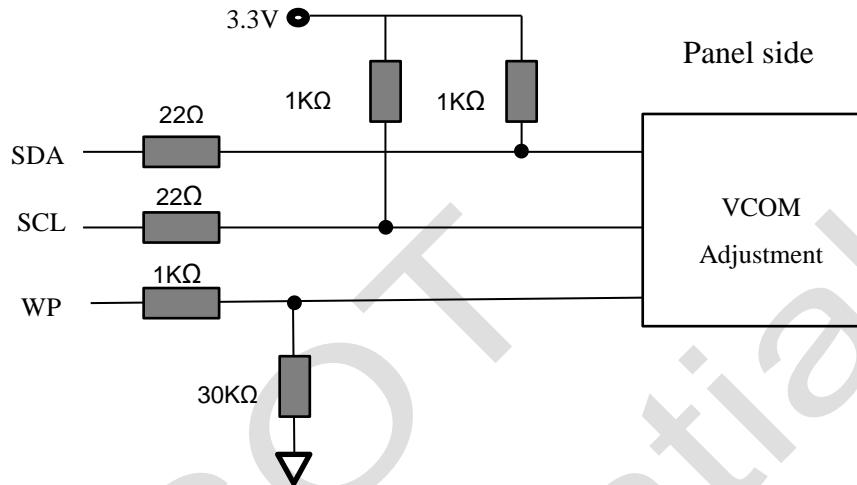 3.3V
Panel side
1KΩ
1KΩ
22Ω
SDA
22Ω
SCL
VCOM
Adjustment
1KΩ
WP
30KΩ